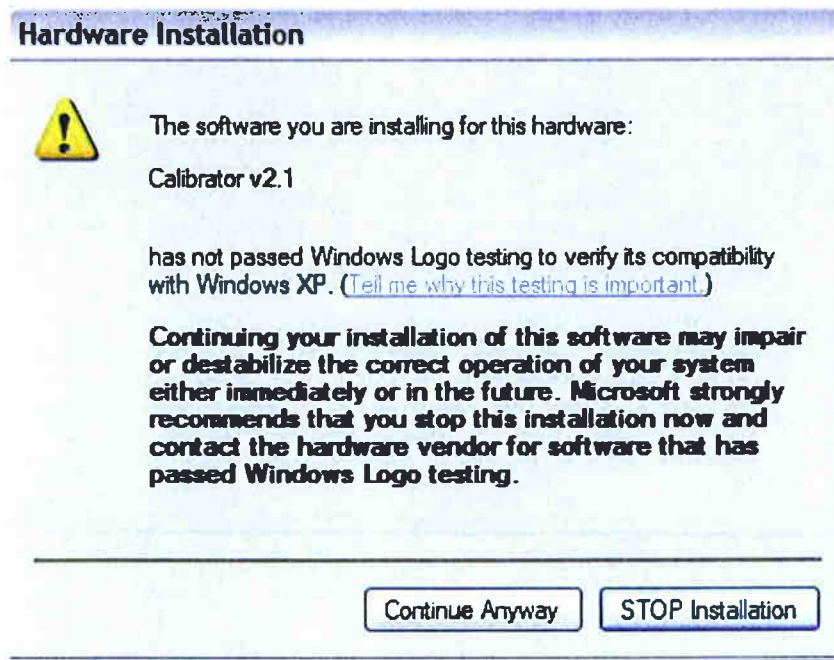 Hardware Installation
The software you are installing for this hardware:
Calibrator v2.1
has not passed Windows Logo testing to verify its compatibility
with Windows XP. (Tell me why this testing is important.)
Continuing your installation of this software may impair
or destabilize the correct operation of your system
either immediately or in the future. Microsoft strongly
recommends that you stop this installation now and
contact the hardware vendor for software that has
passed Windows Logo testing.
Continue Anyway
STOP Installation